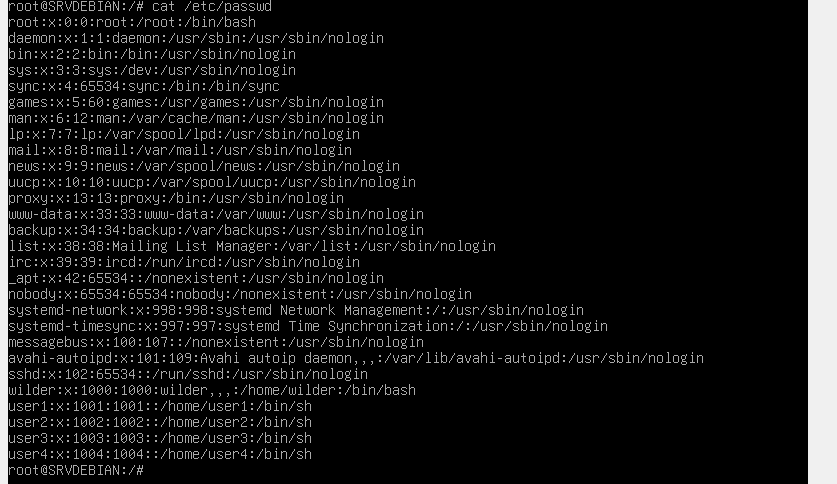 root@SRVDEBIAN:/# cat /etc/passwd
root:x:0:0:root:/root:/bin/bash
daemon:x:1:1:daemon:/usr/sbin:/usr/sbin/nologin
bin:x:2:2:bin:/bin:/usr/sbin/nologin
sys:x:3:3:sys:/dev:/usr/sbin/nologin
sync:x:4:65534:sync:/bin:/bin/sync
games:x:5:60:games:/usr/games:/usr/sbin/nologin
man:x:6:12:man:/var/cache/man:/usr/sbin/nologin
lp:x:7:7:lp:/var/spool/lpd:/usr/sbin/nologin
mail:x:8:8:mail:/var/mail:/usr/sbin/nologin
news:x:9:9:news:/var/spool/news:/usr/sbin/nologin
uucp:x:10:10:uucp:/var/spool/uucp:/usr/sbin/nologin
proxy:x:13:13:proxy:/bin:/usr/sbin/nologin
www-data:x:33:33:www-data:/var/www:/usr/sbin/nologin
backup:x:34:34:backup:/var/backups:/usr/sbin/nologin
list:x:38:38:Mailing List Manager:/var/list:/usr/sbin/nologin
irc:x:39:39:ircd:/run/ircd:/usr/sbin/nologin
_apt:x:42:65534::/nonexistent:/usr/sbin/nologin
nobody:x:65534:65534:nobody:/nonexistent:/usr/sbin/nologin
systemd-network:x:998:998:systemd Network Management:/:/usr/sbin/nologin
systemd-timesync:x:997:997:systemd Time Synchronization:/:/usr/sbin/nologin
messagebus:x:100:107::/nonexistent:/usr/sbin/nologin
avahi-autoipd:x:101:109:Avahi autoip daemon,,,:/var/lib/avahi-autoipd:/usr/sbin/nologin
sshd:x:102:65534::/run/sshd:/usr/sbin/nologin
wilder:x:1000:1000:wilder,,,:/home/wilder:/bin/bash
user1:x:1001:1001::/home/user1:/bin/sh
user2:x:1002:1002::/home/user2:/bin/sh
user3:x:1003:1003::/home/user3:/bin/sh
user4:x:1004:1004::/home/user4:/bin/sh
root@SRVDEBIAN:/#